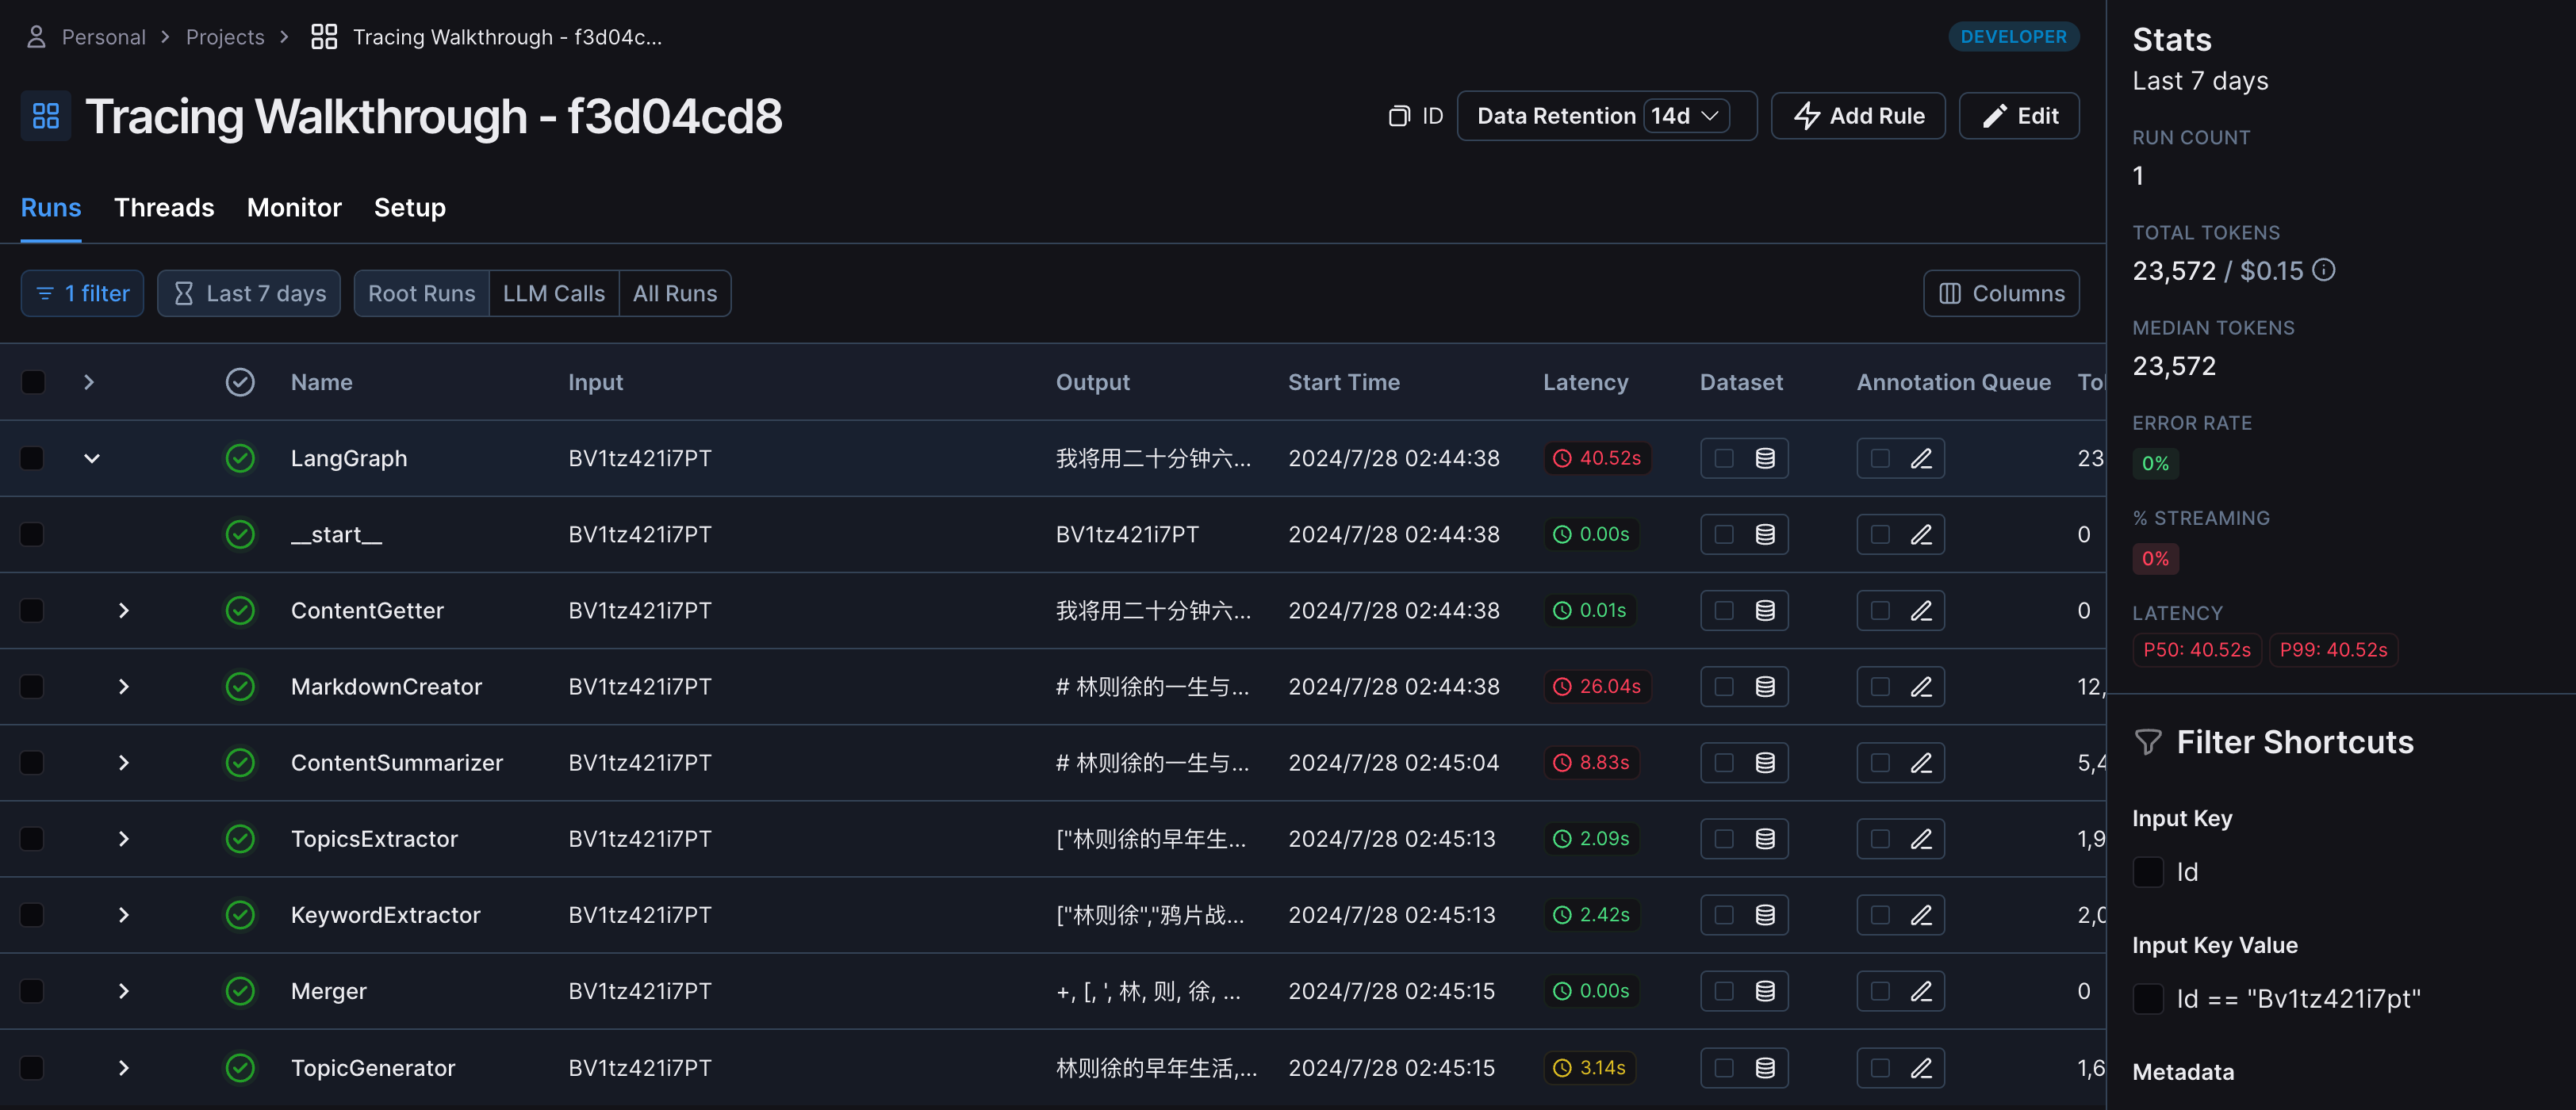 Personal > Projects > Tracing Walkthrough - f3d04c...
DEVELOPER
Tracing Walkthrough - f3d04cd8
ID
Data Retention 14d
Add Rule
Edit
Runs Threads Monitor Setup
1 filter
Last 7 days
Root Runs LLM Calls All Runs
Columns
Name Input Output Start Time Latency Dataset Annotation Queue
LangGraph BV1tz421i7PT 我将用二十分钟六... 2024/7/28 02:44:38 40.52s 23
__start__ BV1tz421i7PT BV1tz421i7PT 2024/7/28 02:44:38 0.00s 0
ContentGetter BV1tz421i7PT 我将用二十分钟六... 2024/7/28 02:44:38 0.01s 0
MarkdownCreator BV1tz421i7PT # 林则徐的一生与... 2024/7/28 02:44:38 26.04s 12,
ContentSummarizer BV1tz421i7PT # 林则徐的一生与... 2024/7/28 02:45:04 8.83s 5,4
TopicsExtractor BV1tz421i7PT ["林则徐的早年生... 2024/7/28 02:45:13 2.09s 1,9
KeywordExtractor BV1tz421i7PT ["林则徐","鸦片战... 2024/7/28 02:45:13 2.42s 2,0
Merger BV1tz421i7PT +, [, ', 林, 则, 徐, ... 2024/7/28 02:45:15 0.00s 0
TopicGenerator BV1tz421i7PT 林则徐的早年生活,... 2024/7/28 02:45:15 3.14s 1,6
Stats
Last 7 days
RUN COUNT
1
TOTAL TOKENS
23,572 / $0.15
MEDIAN TOKENS
23,572
ERROR RATE
0%
% STREAMING
0%
LATENCY
P50: 40.52s P99: 40.52s
Filter Shortcuts
Input Key
Id
Input Key Value
Id == "Bv1tz421i7pt"
Metadata